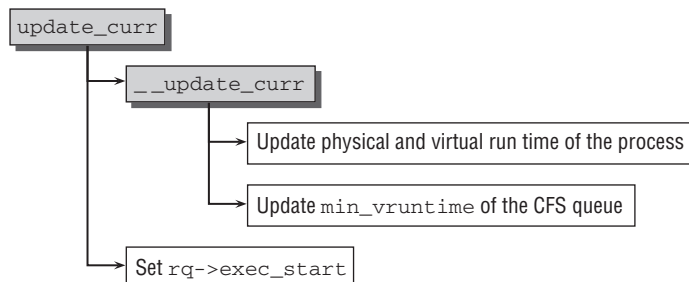 update_curr
__update_curr
Update physical and virtual run time of the process
Update min_vruntime of the CFS queue
Set rq->exec_start